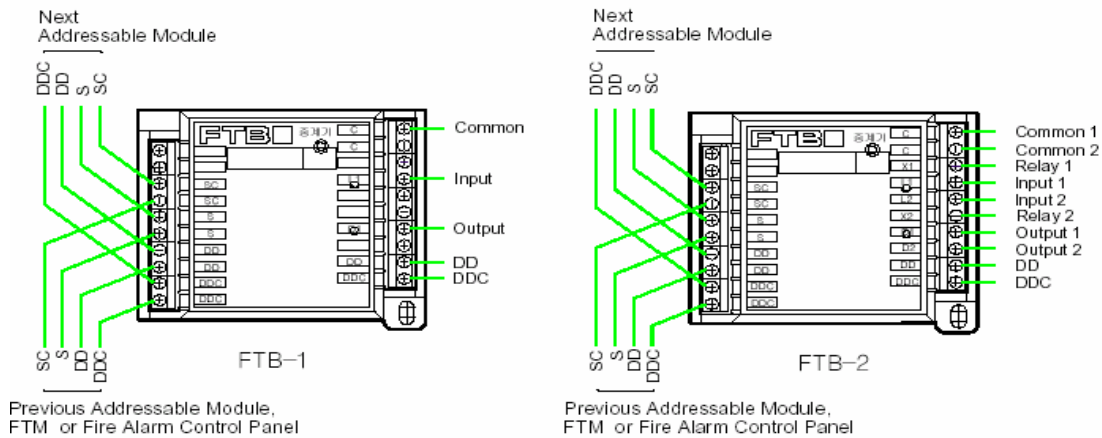 Next
Addressable Module
DDC
DD
S
SC
FTB
중계기
C
C
SC
SC
S
S
DD
DD
DDC
DDC
DD
DDC
Common
Input
Output
DD
DDC
SC
S
DD
DDC
FTB-1
Previous Addressable Module,
FTM or Fire Alarm Control Panel
Next
Addressable Module
DDC
DD
S
SC
FTB
중계기
C
C
X1
L2
X2
D2
DD
DDC
SC
SC
S
S
DD
DD
DDC
DDC
Common 1
Common 2
Relay 1
Input 1
Input 2
Relay 2
Output 1
Output 2
DD
DDC
SC
S
DD
DDC
FTB-2
Previous Addressable Module,
FTM or Fire Alarm Control Panel